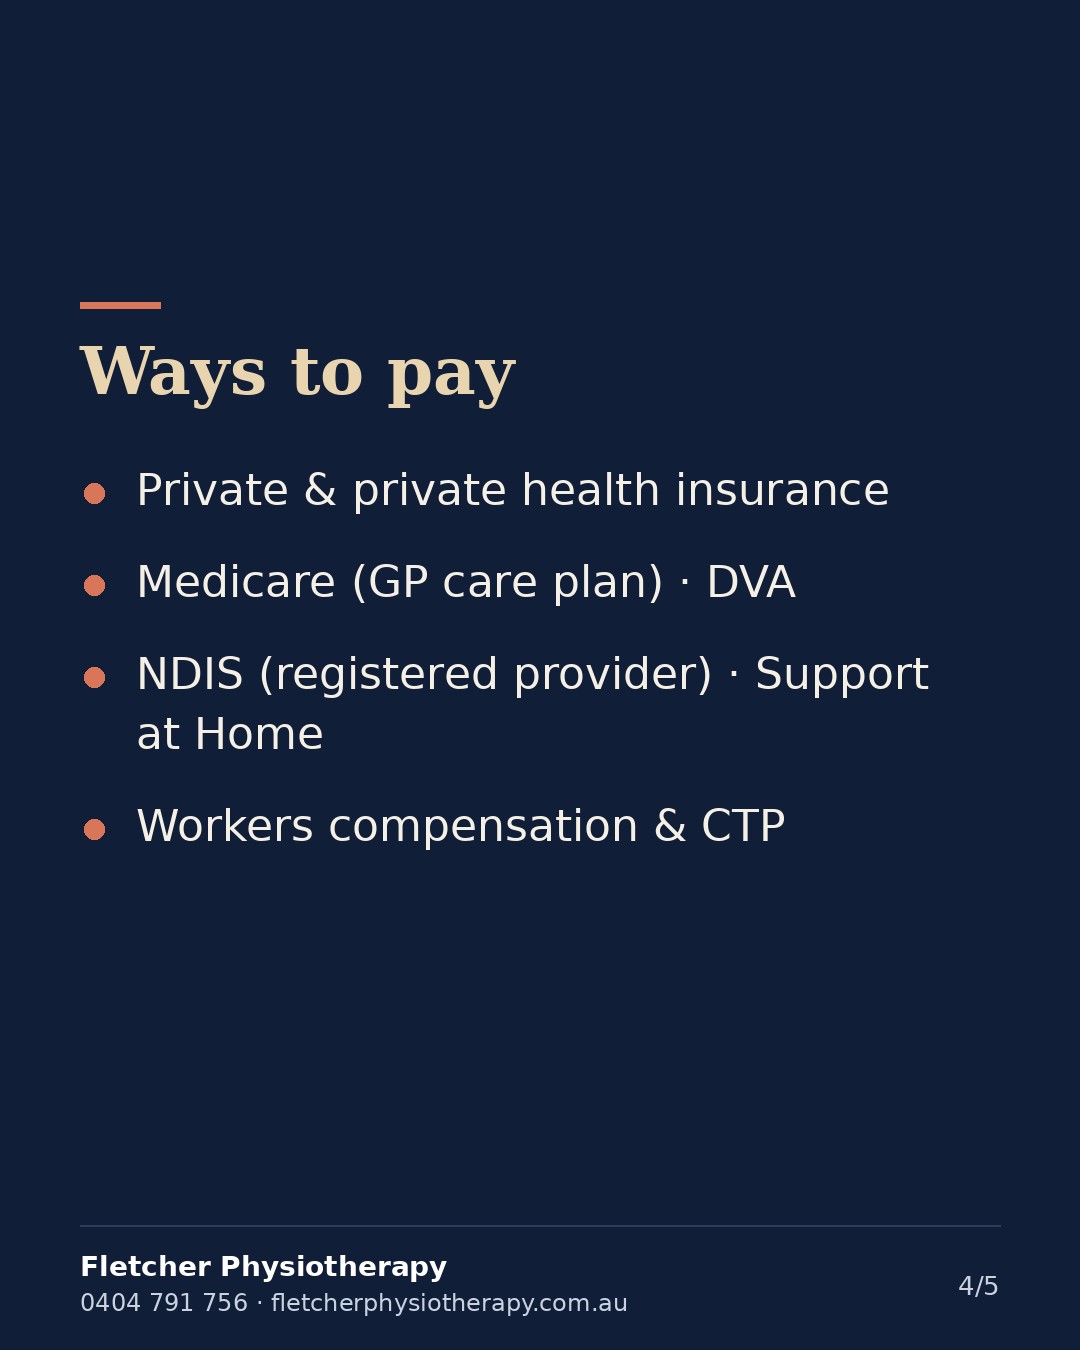 Ways to pay
Private & private health insurance
Medicare (GP care plan) · DVA
NDIS (registered provider) · Support
at Home
Workers compensation & CTP
Fletcher Physiotherapy
0404 791 756 · fletcherphysiotherapy.com.au
4/5